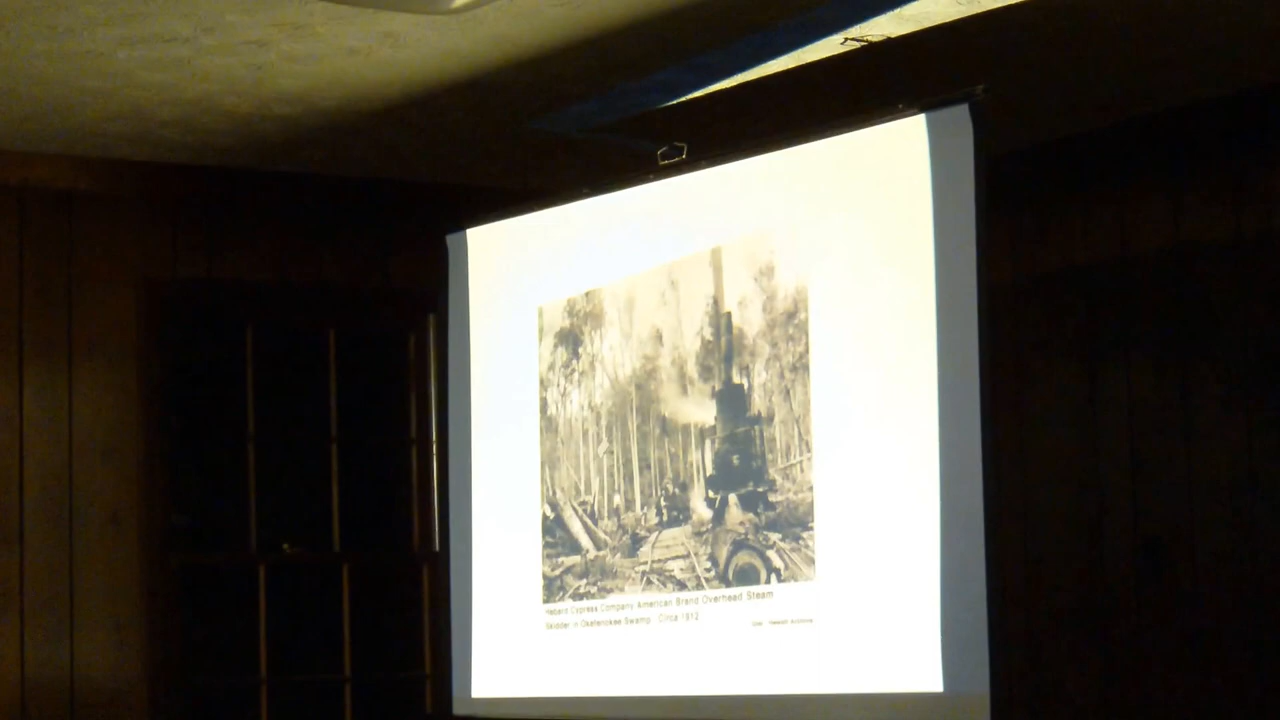 Hebard Cypress Company American Brand Overhead Steam
Skidder in Okefenokee Swamp Circa 1912